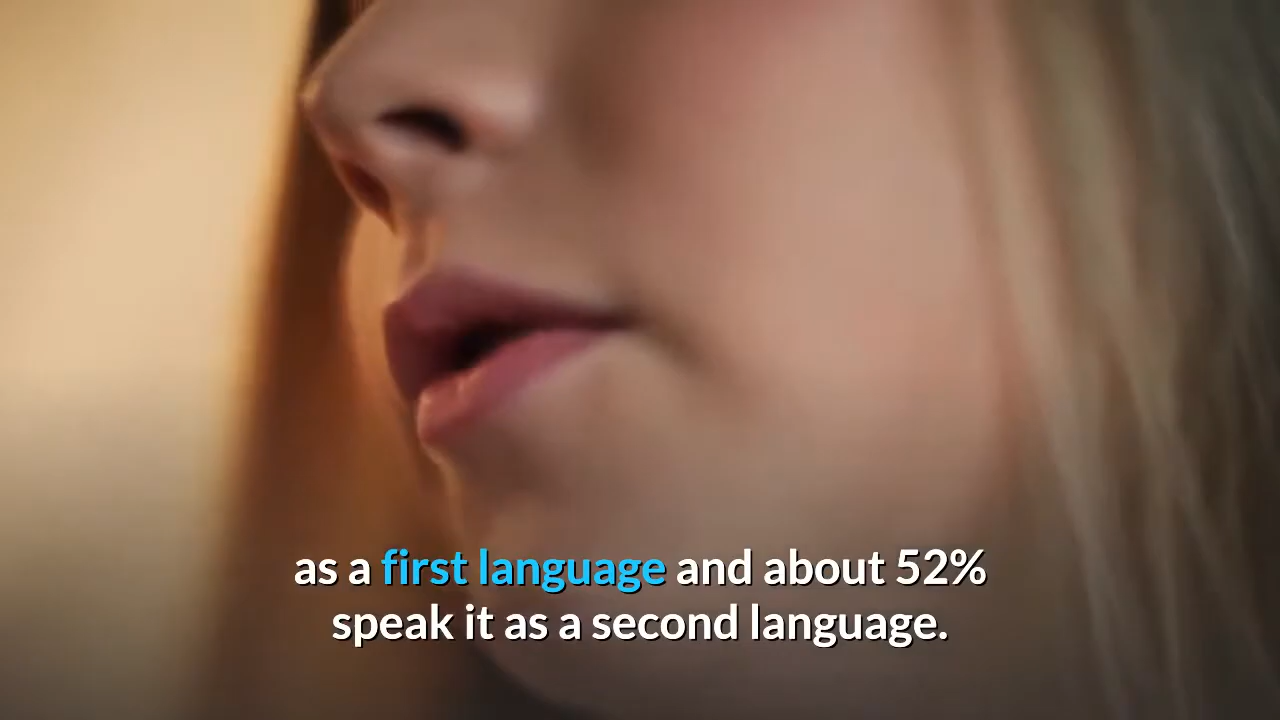 as a first language and about 52%
speak it as a second language.